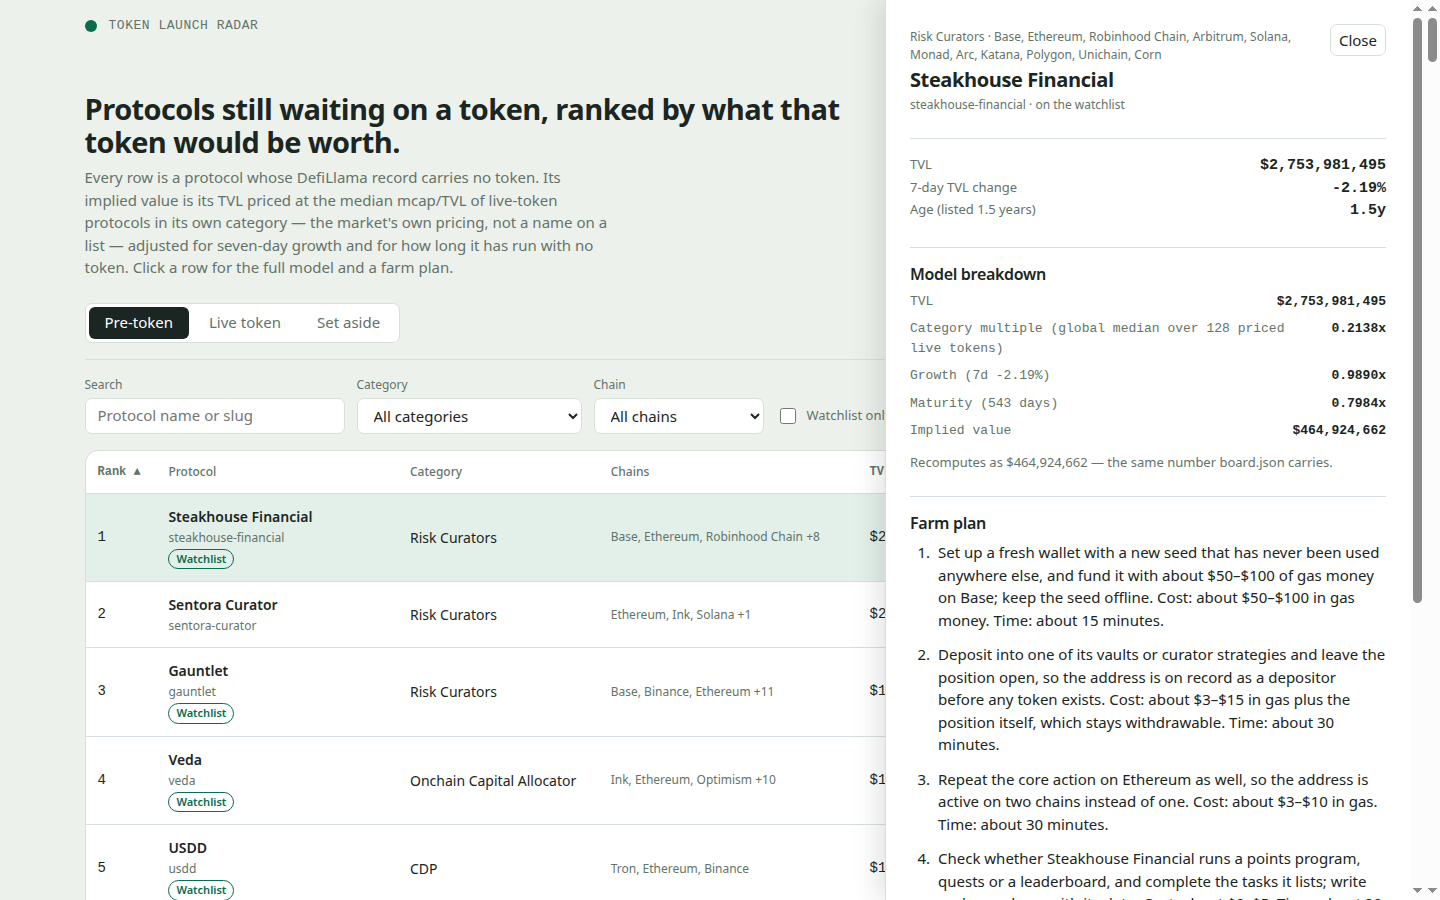 TOKEN LAUNCH RADAR
Protocols still waiting on a token, ranked by what that
token would be worth.
Every row is a protocol whose DefiLlama record carries no token. Its
implied value is its TVL priced at the median mcap/TVL of live-token
protocols in its own category — the market's own pricing, not a name on a
list — adjusted for seven-day growth and for how long it has run with no
token. Click a row for the full model and a farm plan.
Pre-token
Live token
Set aside
Search
Category
Chain
Protocol name or slug
All categories
All chains
Watchlist onl
Rank ▲
Protocol
Category
Chains
TV
1
Steakhouse Financial
steakhouse-financial
Watchlist
Risk Curators
Base, Ethereum, Robinhood Chain +8
$2
2
Sentora Curator
sentora-curator
Risk Curators
Ethereum, Ink, Solana +1
$2
3
Gauntlet
gauntlet
Watchlist
Risk Curators
Base, Binance, Ethereum +11
$1
4
Veda
veda
Watchlist
Onchain Capital Allocator
Ink, Ethereum, Optimism +10
$1
5
USDD
usdd
Watchlist
CDP
Tron, Ethereum, Binance
$1
Risk Curators · Base, Ethereum, Robinhood Chain, Arbitrum, Solana,
Monad, Arc, Katana, Polygon, Unichain, Corn
Close
Steakhouse Financial
steakhouse-financial · on the watchlist
TVL
$2,753,981,495
7-day TVL change
-2.19%
Age (listed 1.5 years)
1.5y
Model breakdown
TVL
$2,753,981,495
Category multiple (global median over 128 priced
live tokens)
0.2138x
Growth (7d -2.19%)
0.9890x
Maturity (543 days)
0.7984x
Implied value
$464,924,662
Recomputes as $464,924,662 — the same number board.json carries.
Farm plan
1. Set up a fresh wallet with a new seed that has never been used
anywhere else, and fund it with about $50–$100 of gas money
on Base; keep the seed offline. Cost: about $50–$100 in gas
money. Time: about 15 minutes.
2. Deposit into one of its vaults or curator strategies and leave the
position open, so the address is on record as a depositor
before any token exists. Cost: about $3–$15 in gas plus the
position itself, which stays withdrawable. Time: about 30
minutes.
3. Repeat the core action on Ethereum as well, so the address is
active on two chains instead of one. Cost: about $3–$10 in gas.
Time: about 30 minutes.
4. Check whether Steakhouse Financial runs a points program,
quests or a leaderboard, and complete the tasks it lists; write